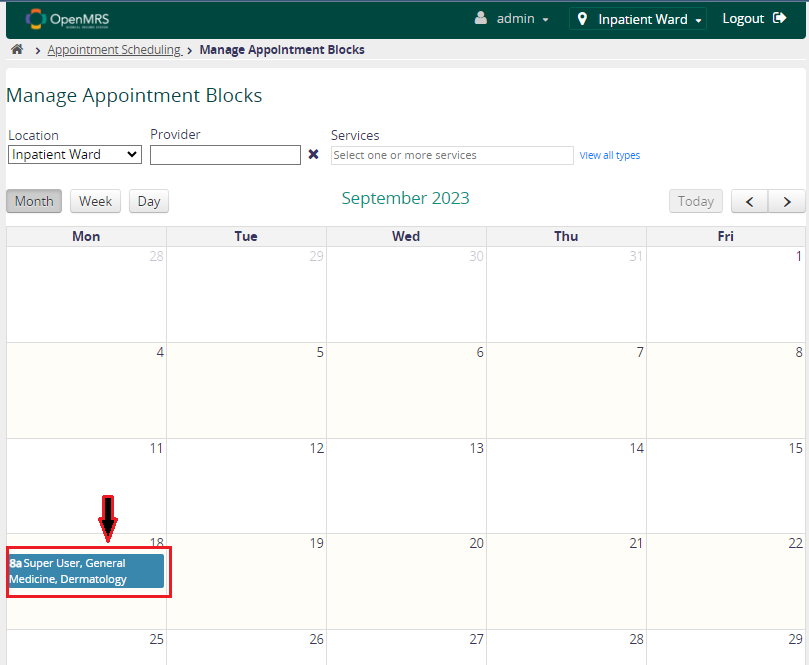 OpenMRS
admin
Inpatient Ward
Logout
Appointment Scheduling
Manage Appointment Blocks
Manage Appointment Blocks
Location
Provider
Services
Inpatient Ward
Select one or more services
View all types
Month
Week
Day
September 2023
Today
Mon Tue Wed Thu Fri
28 29 30 31 1
4 5 6 7 8
11 12 13 14 15
18 19 20 21 22
8a Super User, General
Medicine, Dermatology
25 26 27 28 29